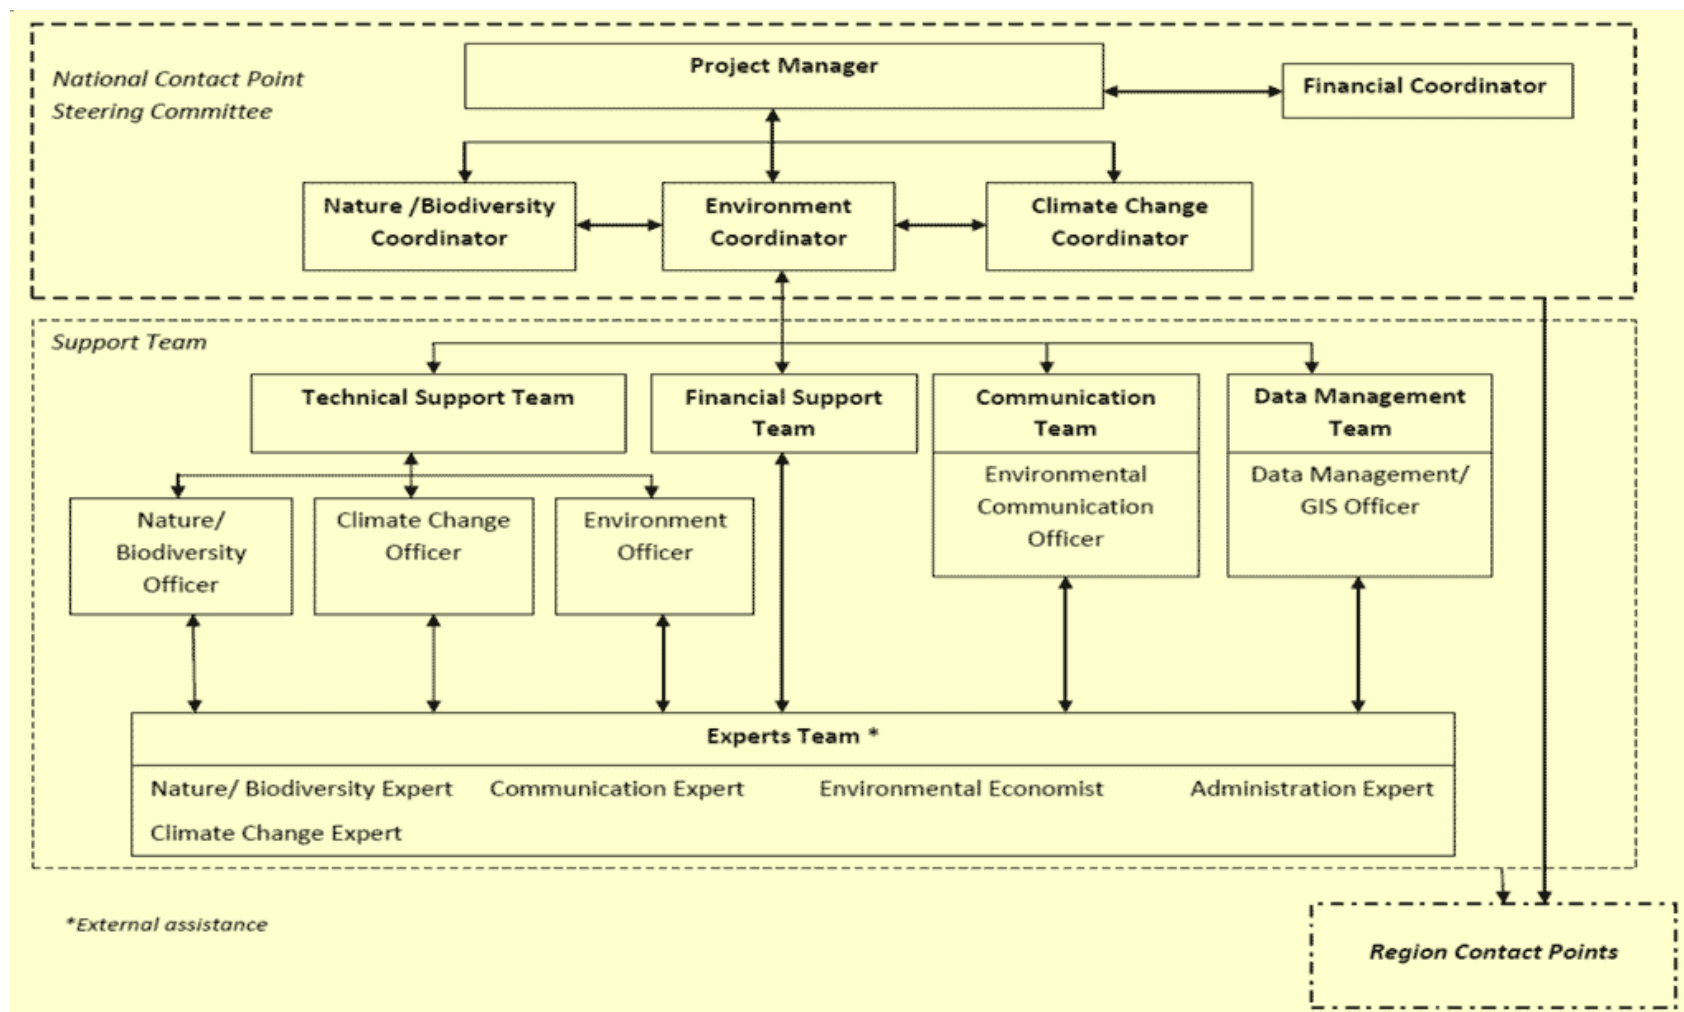 Project Manager
National Contact Point
Steering Committee
Financial Coordinator
Nature /Biodiversity
Coordinator
Environment
Coordinator
Climate Change
Coordinator
Support Team
Technical Support Team
Financial Support
Team
Communication
Team
Environmental
Communication
Officer
Data Management
Team
Data Management/
GIS Officer
Nature/
Biodiversity
Officer
Climate Change
Officer
Environment
Officer
Experts Team *
Nature/ Biodiversity Expert
Communication Expert
Environmental Economist
Administration Expert
Climate Change Expert
*External assistance
Region Contact Points